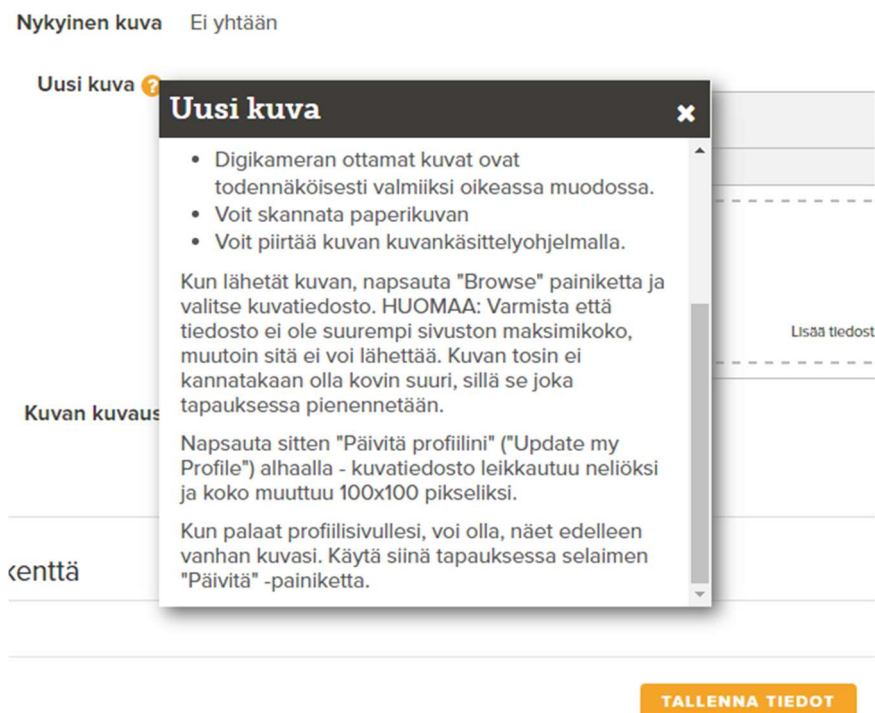 Nykyinen kuva Ei yhtään
Uusi kuva ?
Uusi kuva
• Digikameran ottamat kuvat ovat
todennäköisesti valmiiksi oikeassa muodossa.
• Voit skannata paperikuvan
• Voit piirtää kuvan kuvankäsittelyohjelmalla.
Kun lähetät kuvan, napsauta "Browse" painiketta ja
valitse kuvatiedosto. HUOMAA: Varmista että
tiedosto ei ole suurempi sivuston maksimikoko,
muutoin sitä ei voi lähettää. Kuvan tosin ei
kannatakaan olla kovin suuri, sillä se joka
tapauksessa pienennetään.
Lisää tiedost
Kuvan kuvaus
Napsauta sitten "Päivitä profiilini" ("Update my
Profile") alhaalla - kuvatiedosto leikkautuu neliöksi
ja koko muuttuu 100x100 pikseliksi.
Kun palaat profiilisivullesi, voi olla, näet edelleen
vanhan kuvasi. Käytä siinä tapauksessa selaimen
"Päivitä" -painiketta.
kenttä
TALLENNA TIEDOT